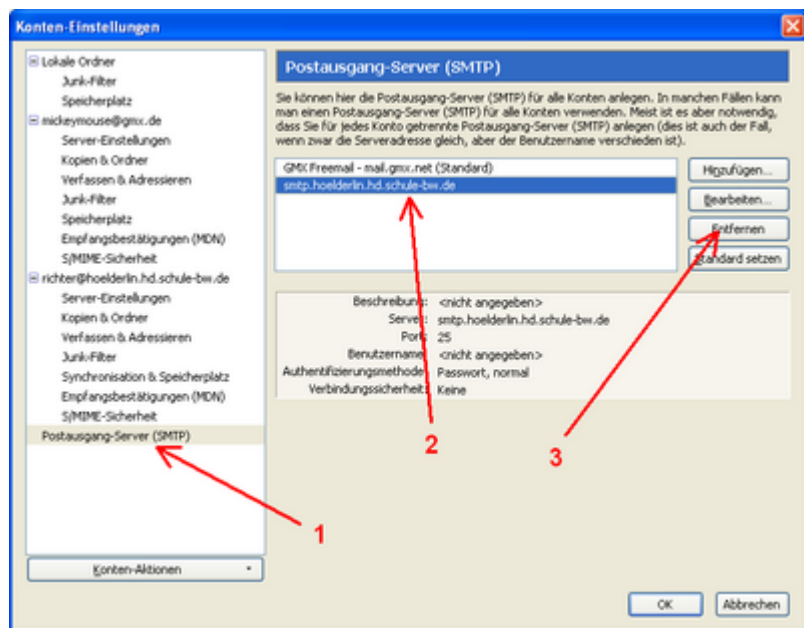 Konten-Einstellungen
Lokale Ordner
Junk-Filter
Speicherplatz
mickeymouse@gmx.de
Server-Einstellungen
Kopien & Ordner
Verfassen & Adressieren
Junk-Filter
Speicherplatz
Empfangsbestätigungen (MDN)
S/MIME-Sicherheit
richter@hoelderlin.hd.schule-bw.de
Server-Einstellungen
Kopien & Ordner
Verfassen & Adressieren
Junk-Filter
Synchronisation & Speicherplatz
Empfangsbestätigungen (MDN)
S/MIME-Sicherheit
Postausgang-Server (SMTP)
1
Konten-Aktionen
Postausgang-Server (SMTP)
Sie können hier die Postausgang-Server (SMTP) für alle Konten anlegen. In manchen Fällen kann
man einen Postausgang-Server (SMTP) für alle Konten verwenden. Meist ist es aber notwendig,
dass Sie für jedes Konto getrennte Postausgang-Server (SMTP) anlegen (dies ist auch der Fall,
wenn zwar die Serveradresse gleich, aber der Benutzername verschieden ist).
GMX Freemail - mail.gmx.net (Standard)
smtp.hoelderlin.hd.schule-bw.de
Hinzufügen...
Bearbeiten...
Entfernen
Standard setzen
Beschreibung: <nicht angegeben>
Server: smtp.hoelderlin.hd.schule-bw.de
Port: 25
Benutzername: <nicht angegeben>
Authentifizierungsmethode: Passwort, normal
Verbindungssicherheit: Keine
2
3
OK
Abbrechen